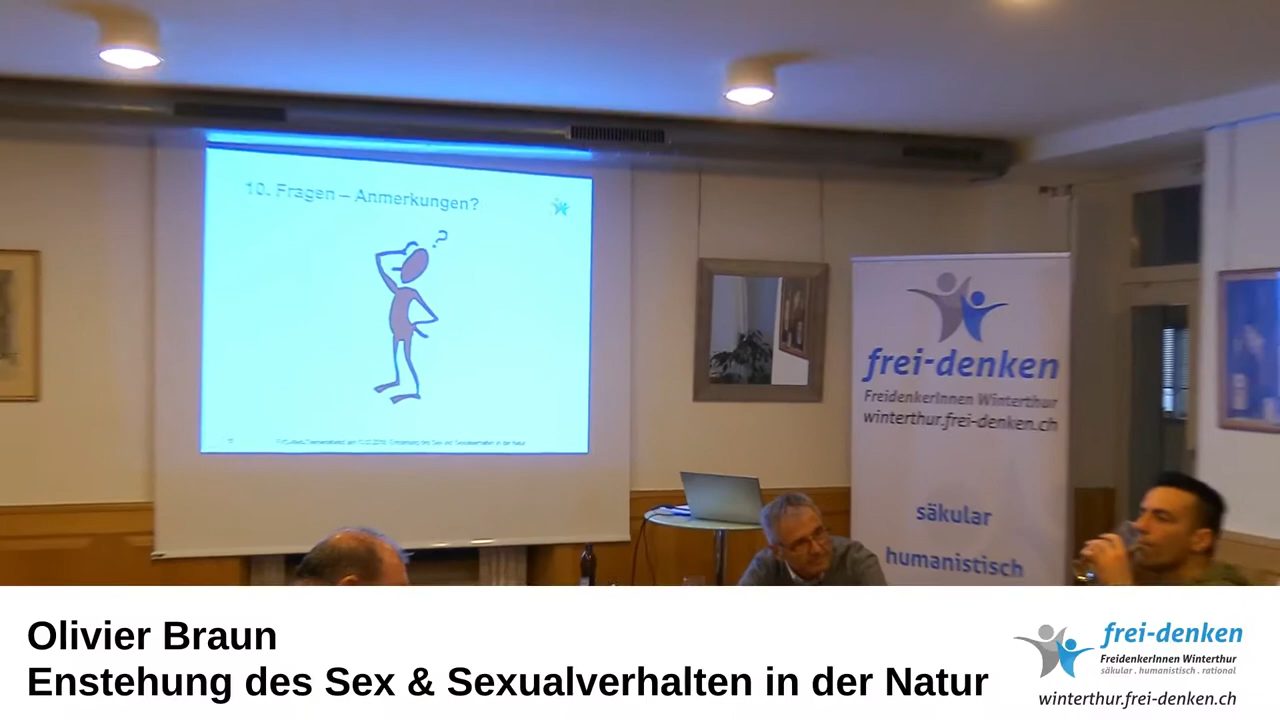 10. Fragen – Anmerkungen?
?
frei-denken
FreidenkerInnen Winterthur
winterthur.frei-denken.ch
säkular
humanistisch
Olivier Braun
Enstehung des Sex & Sexualverhalten in der Natur
frei-denken
FreidenkerInnen Winterthur
säkular . humanistisch . rational
winterthur.frei-denken.ch